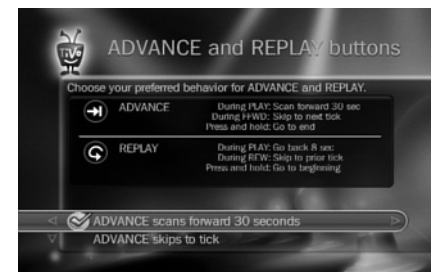 TiVo
ADVANCE and REPLAY buttons
Choose your preferred behavior for ADVANCE and REPLAY.
ADVANCE
During PLAY: Scan forward 30 sec
During FFWD: Skip to next tick
Press and hold: Go to end
REPLAY
During PLAY: Go back 8 sec
During REW: Skip to prior tick
Press and hold: Go to beginning
ADVANCE scans forward 30 seconds
ADVANCE skips to tick